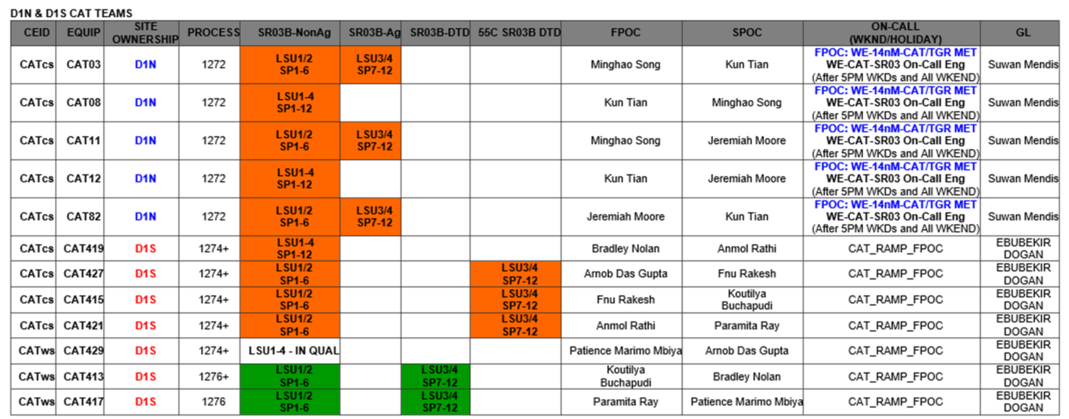 D1N & D1S CAT TEAMS
CEID EQUIP SITE OWNERSHIP PROCESS SR03B-NonAg SR03B-Ag SR03B-DTD 55C SR03B DTD FPOC SPOC ON-CALL (WKND/HOLIDAY) GL
CATcs CAT03 D1N 1272 LSU1/2 SP1-6 LSU3/4 SP7-12 Minghao Song Kun Tian FPOC: WE-14nM-CAT/TGR MET WE-CAT-SR03 On-Call Eng (After 5PM WKDs and All WKEND) Suwan Mendis
CATcs CAT08 D1N 1272 LSU1-4 SP1-12 Kun Tian Minghao Song FPOC: WE-14nM-CAT/TGR MET WE-CAT-SR03 On-Call Eng (After 5PM WKDs and All WKEND) Suwan Mendis
CATcs CAT11 D1N 1272 LSU1/2 SP1-6 LSU3/4 SP7-12 Minghao Song Jeremiah Moore FPOC: WE-14nM-CAT/TGR MET WE-CAT-SR03 On-Call Eng (After 5PM WKDs and All WKEND) Suwan Mendis
CATcs CAT12 D1N 1272 LSU1-4 SP1-12 Kun Tian Jeremiah Moore FPOC: WE-14nM-CAT/TGR MET WE-CAT-SR03 On-Call Eng (After 5PM WKDs and All WKEND) Suwan Mendis
CATcs CAT82 D1N 1272 LSU1/2 SP1-6 LSU3/4 SP7-12 Jeremiah Moore Kun Tian FPOC: WE-14nM-CAT/TGR MET WE-CAT-SR03 On-Call Eng (After 5PM WKDs and All WKEND) Suwan Mendis
CATcs CAT419 D1S 1274+ LSU1-4 SP1-12 Bradley Nolan Anmol Rathi CAT_RAMP_FPOC EBUBEKIR DOGAN
CATcs CAT427 D1S 1274+ LSU1/2 SP1-6 LSU3/4 SP7-12 Arnob Das Gupta Fnu Rakesh CAT_RAMP_FPOC EBUBEKIR DOGAN
CATcs CAT415 D1S 1274+ LSU1/2 SP1-6 LSU3/4 SP7-12 Fnu Rakesh Koutilya Buchapudi CAT_RAMP_FPOC EBUBEKIR DOGAN
CATcs CAT421 D1S 1274+ LSU1/2 SP1-6 LSU3/4 SP7-12 Anmol Rathi Paramita Ray CAT_RAMP_FPOC EBUBEKIR DOGAN
CATws CAT429 D1S 1274+ LSU1-4 - IN QUAL Patience Marimo Mbiya Arnob Das Gupta CAT_RAMP_FPOC EBUBEKIR DOGAN
CATws CAT413 D1S 1276+ LSU1/2 SP1-6 LSU3/4 SP7-12 Koutilya Buchapudi Bradley Nolan CAT_RAMP_FPOC EBUBEKIR DOGAN
CATws CAT417 D1S 1276 LSU1/2 SP1-6 LSU3/4 SP7-12 Paramita Ray Patience Marimo Mbiya CAT_RAMP_FPOC EBUBEKIR DOGAN